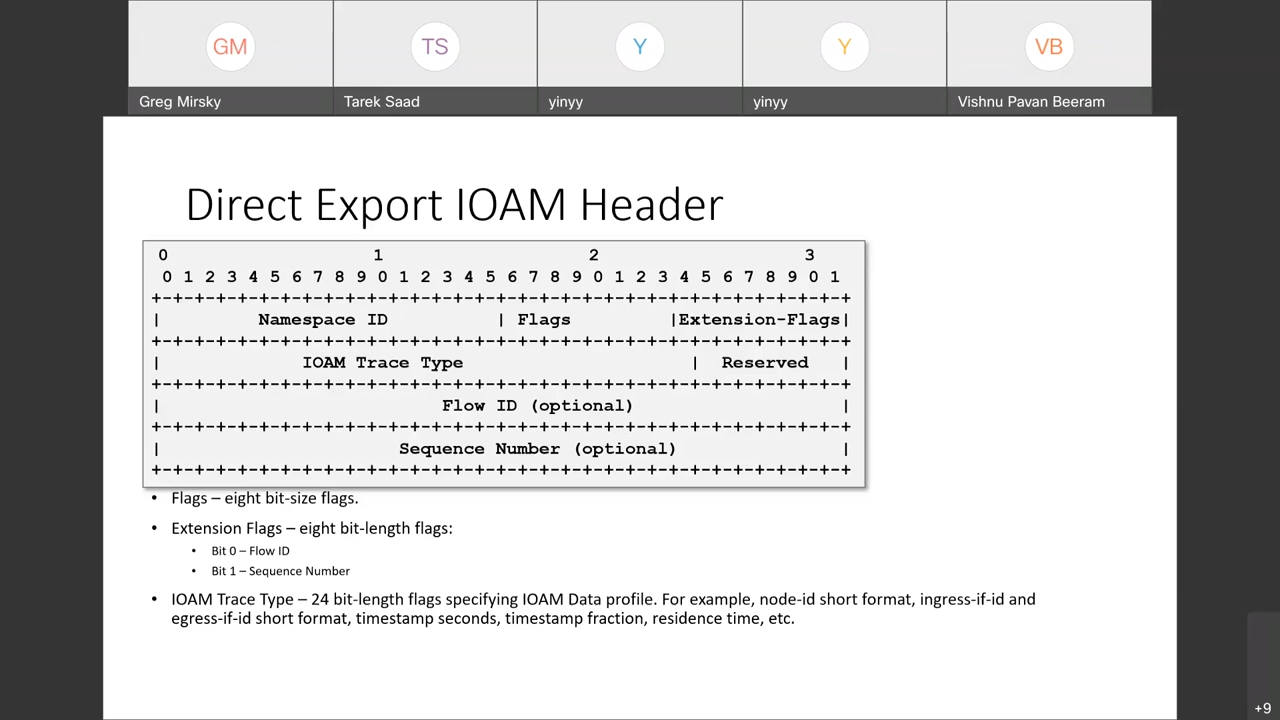 GM
TS
Y
Y
VB
Greg Mirsky
Tarek Saad
yinyy
yinyy
Vishnu Pavan Beeram
Direct Export IOAM Header
0                   1                   2                   3
0 1 2 3 4 5 6 7 8 9 0 1 2 3 4 5 6 7 8 9 0 1 2 3 4 5 6 7 8 9 0 1
+-+-+-+-+-+-+-+-+-+-+-+-+-+-+-+-+-+-+-+-+-+-+-+-+-+-+-+-+-+-+-+-+
|         Namespace ID          | Flags         |Extension-Flags|
+-+-+-+-+-+-+-+-+-+-+-+-+-+-+-+-+-+-+-+-+-+-+-+-+-+-+-+-+-+-+-+-+
|             IOAM Trace Type                     |  Reserved   |
+-+-+-+-+-+-+-+-+-+-+-+-+-+-+-+-+-+-+-+-+-+-+-+-+-+-+-+-+-+-+-+-+
|                          Flow ID (optional)                   |
+-+-+-+-+-+-+-+-+-+-+-+-+-+-+-+-+-+-+-+-+-+-+-+-+-+-+-+-+-+-+-+-+
|                      Sequence Number (optional)               |
+-+-+-+-+-+-+-+-+-+-+-+-+-+-+-+-+-+-+-+-+-+-+-+-+-+-+-+-+-+-+-+-+
• Flags – eight bit-size flags.
• Extension Flags – eight bit-length flags:
• Bit 0 – Flow ID
• Bit 1 – Sequence Number
• IOAM Trace Type – 24 bit-length flags specifying IOAM Data profile. For example, node-id short format, ingress-if-id and
egress-if-id short format, timestamp seconds, timestamp fraction, residence time, etc.
+9